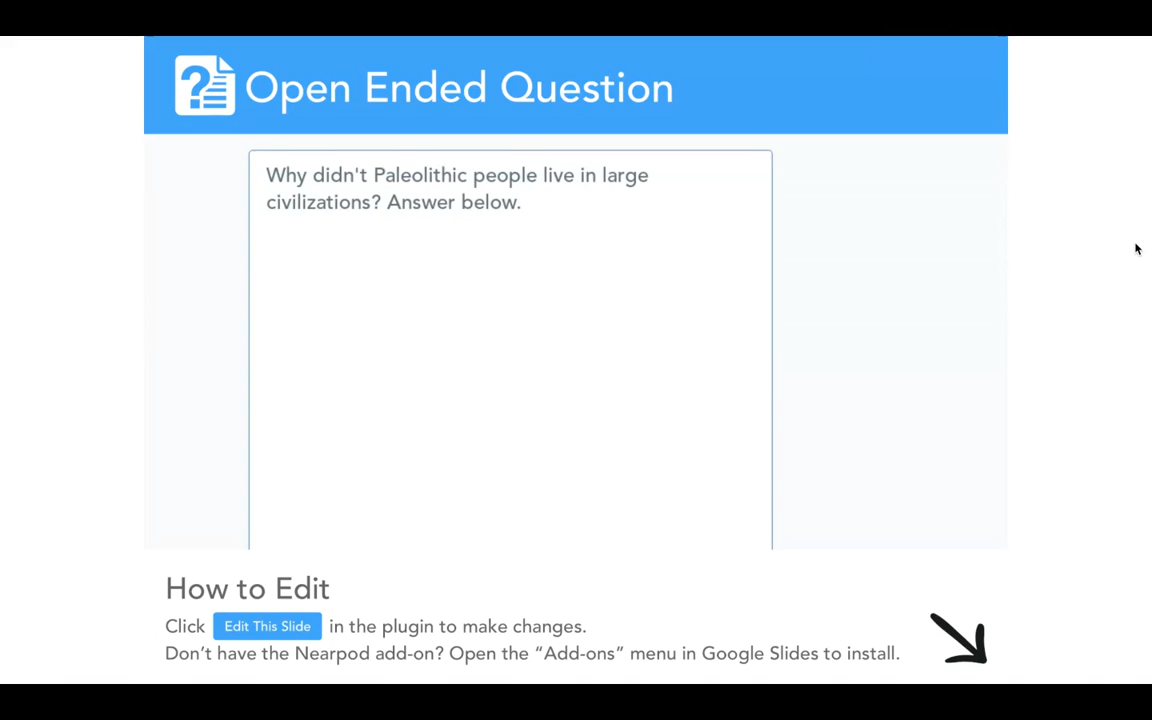 Open Ended Question
Why didn't Paleolithic people live in large
civilizations? Answer below.
How to Edit
Click Edit This Slide in the plugin to make changes.
Don’t have the Nearpod add-on? Open the “Add-ons” menu in Google Slides to install.